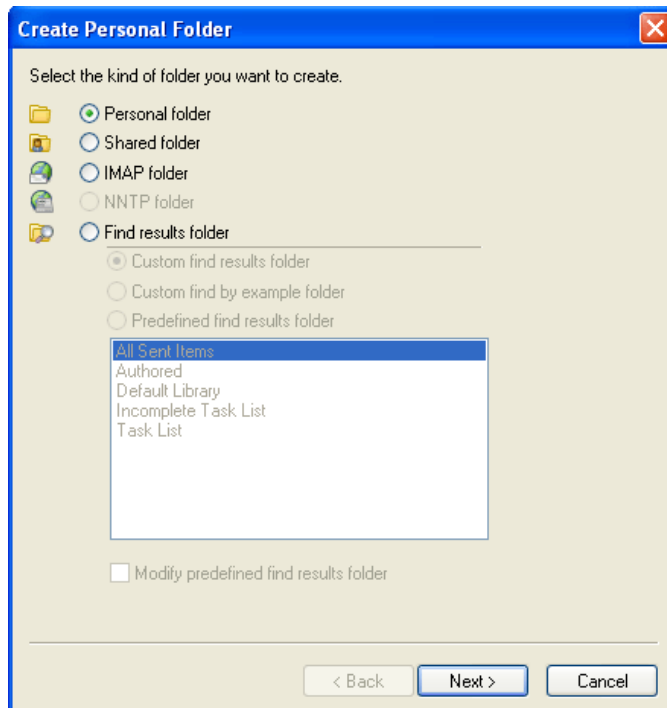 Create Personal Folder
Select the kind of folder you want to create.
Personal folder
Shared folder
IMAP folder
NNTP folder
Find results folder
Custom find results folder
Custom find by example folder
Predefined find results folder
All Sent Items
Authored
Default Library
Incomplete Task List
Task List
Modify predefined find results folder
< Back Next > Cancel